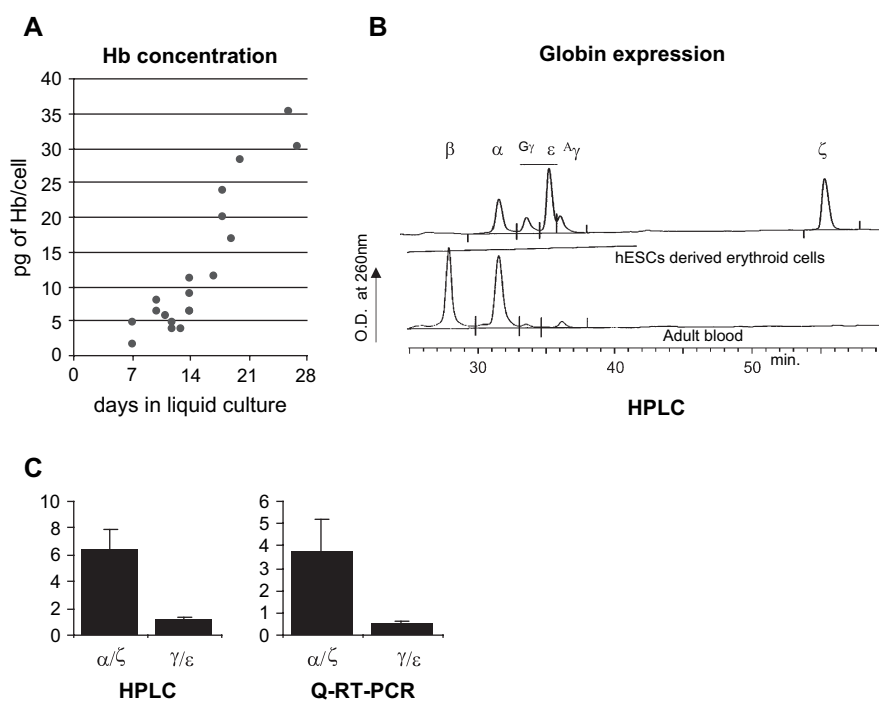 A
Hb concentration
pg of Hb/cell
40
35
30
25
20
15
10
5
0
0 7 14 21 28
days in liquid culture
B
Globin expression
β α Gγ ε Aγ ζ
hESCs derived erythroid cells
O.D. at 260nm
Adult blood
30 40 50 min.
HPLC
C
10
8
6
4
2
0
α/ζ γ/ε
HPLC
6
5
4
3
2
1
0
α/ζ γ/ε
Q-RT-PCR